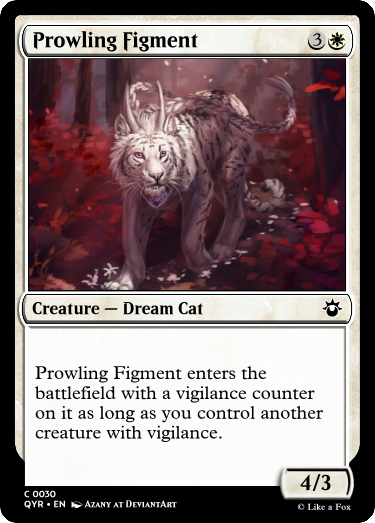 Prowling Figment 3
Creature — Dream Cat
Prowling Figment enters the
battlefield with a vigilance counter
on it as long as you control another
creature with vigilance.
4/3
C 0030
QYR • EN Azany at DeviantArt
© Like a Fox